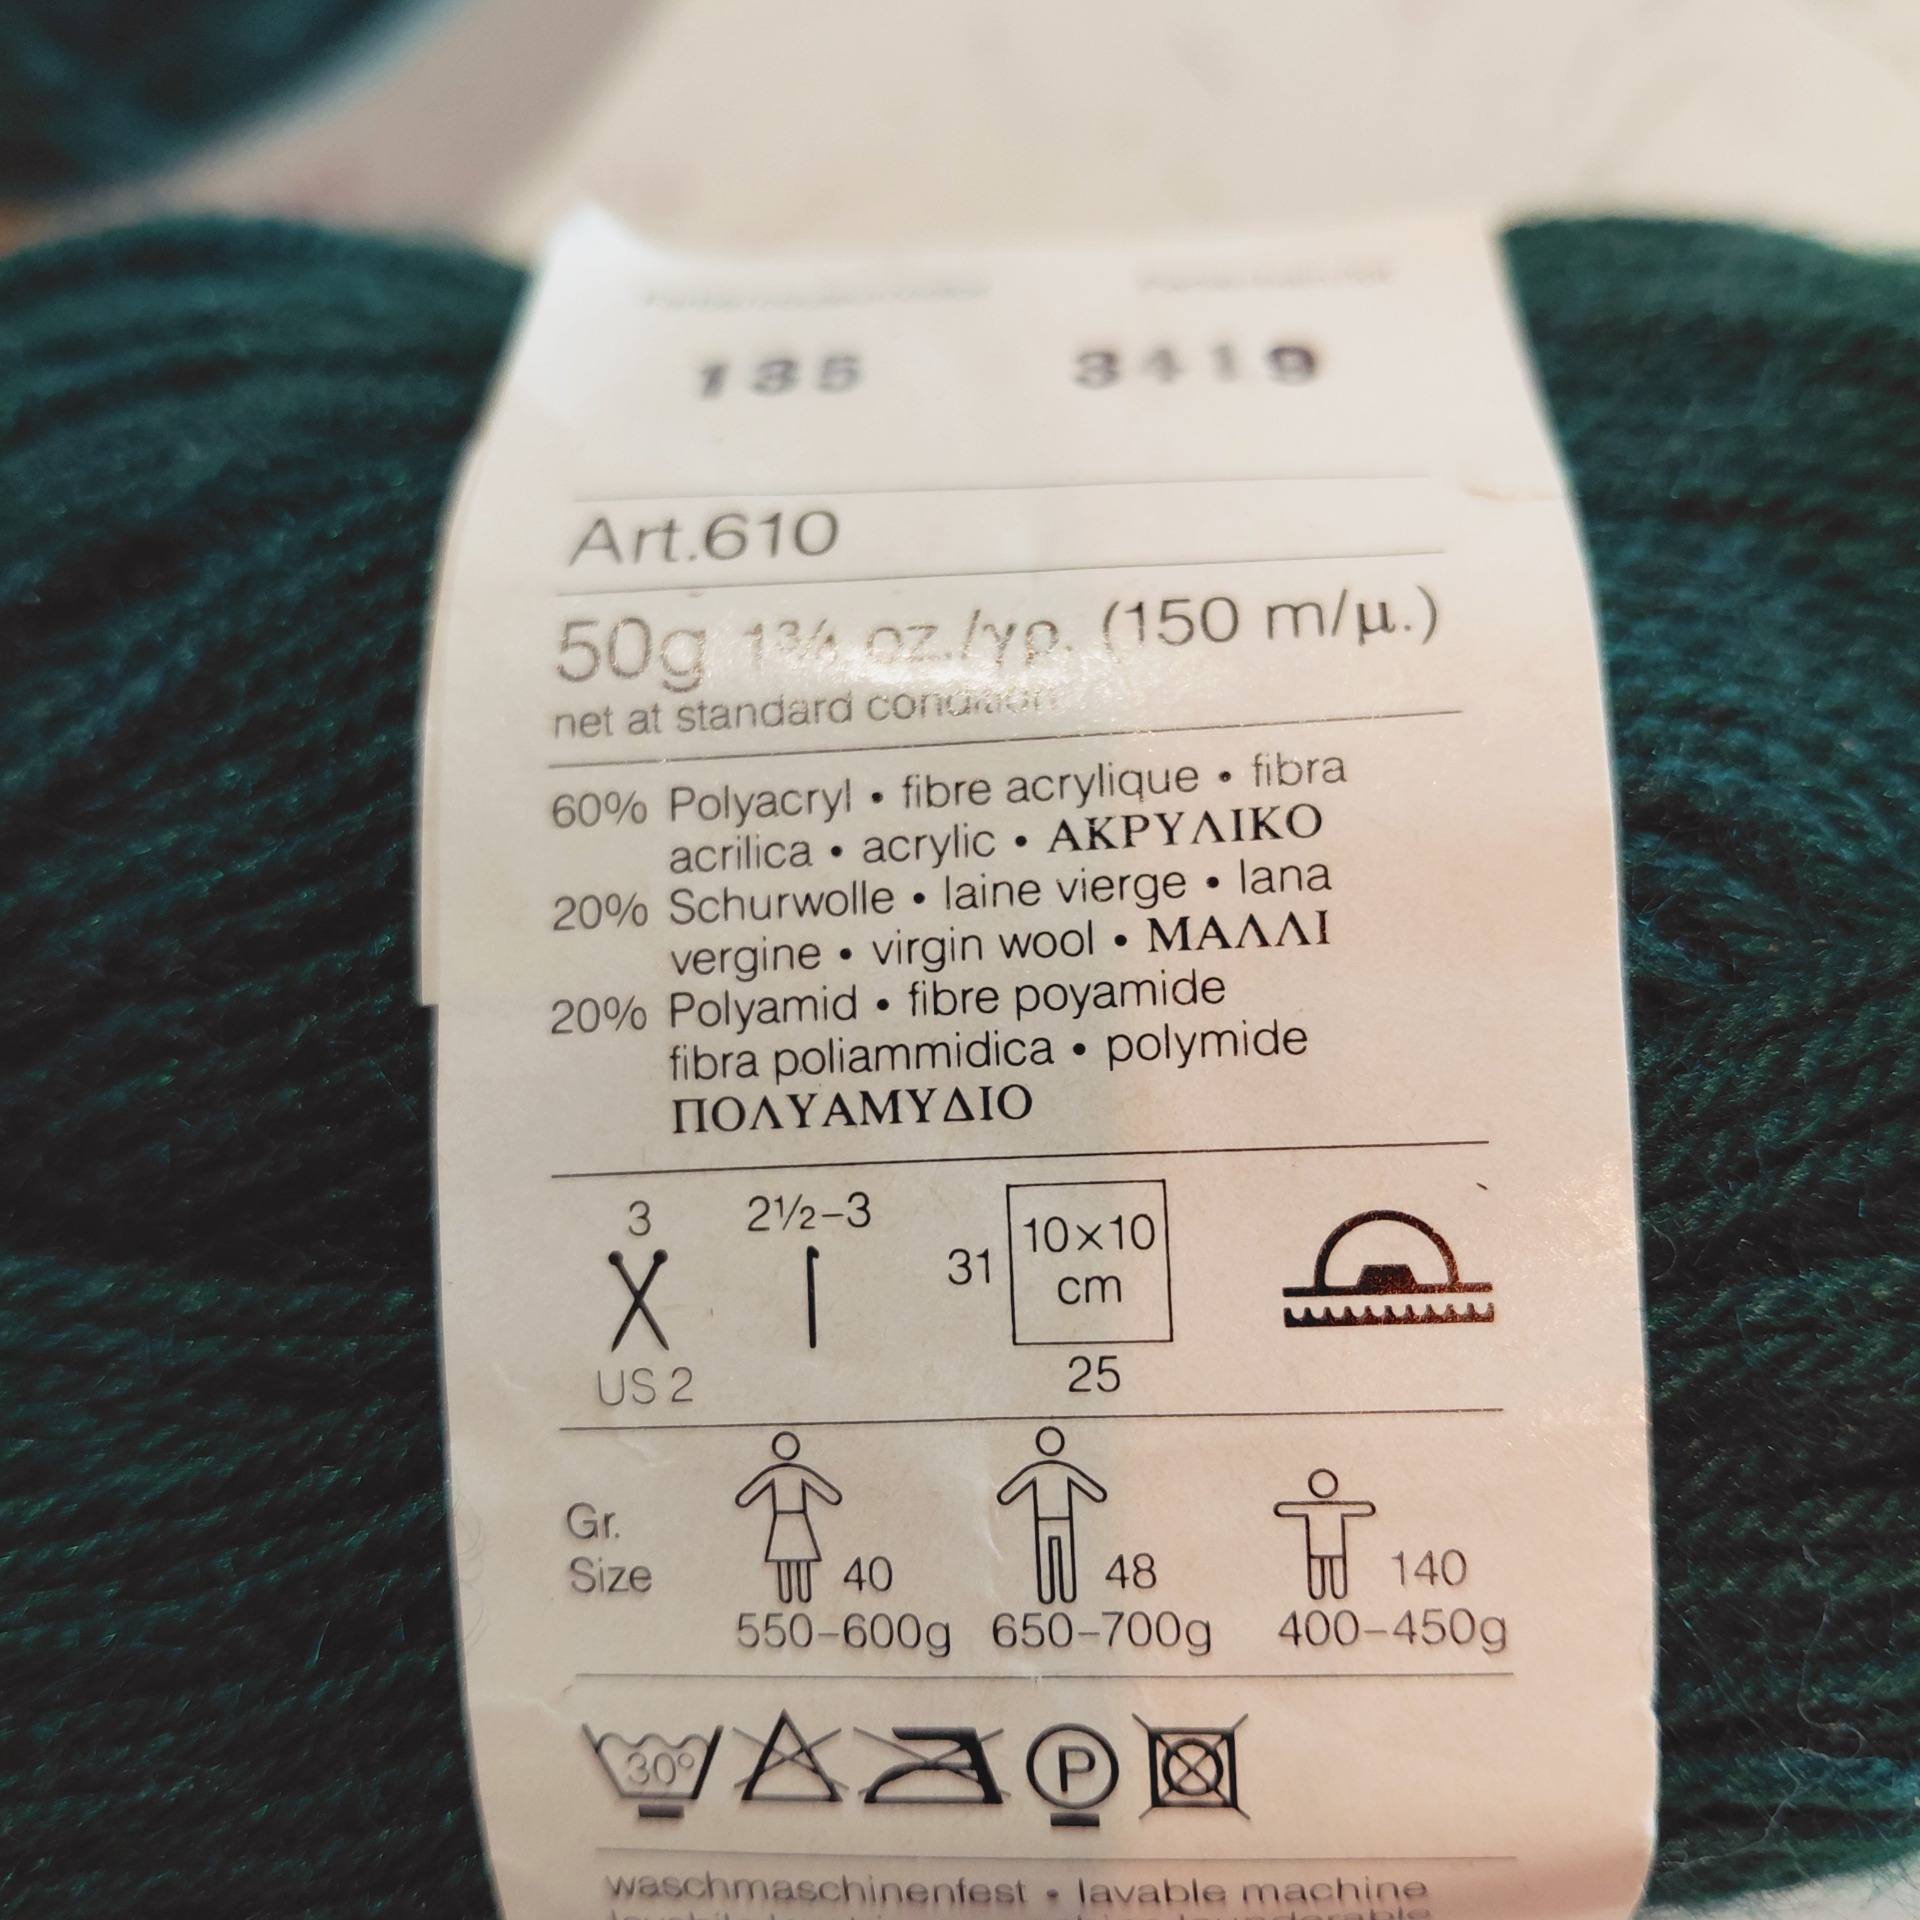 135 3419
Art.610
50g 1¾ oz./γρ. (150 m/μ.)
net at standard condition
60% Polyacryl • fibre acrylique • fibra
acrilica • acrylic • ΑΚΡΥΛΙΚΟ
20% Schurwolle • laine vierge • lana
vergine • virgin wool • ΜΑΛΛΙ
20% Polyamid • fibre poyamide
fibra poliammidica • polymide
ΠΟΛΥΑΜΥΔΙΟ
3 2½–3
31 10×10
cm
US 2 25
Gr.
Size 40 48 140
550–600g 650–700g 400–450g
30° P
waschmaschinenfest • lavable machine